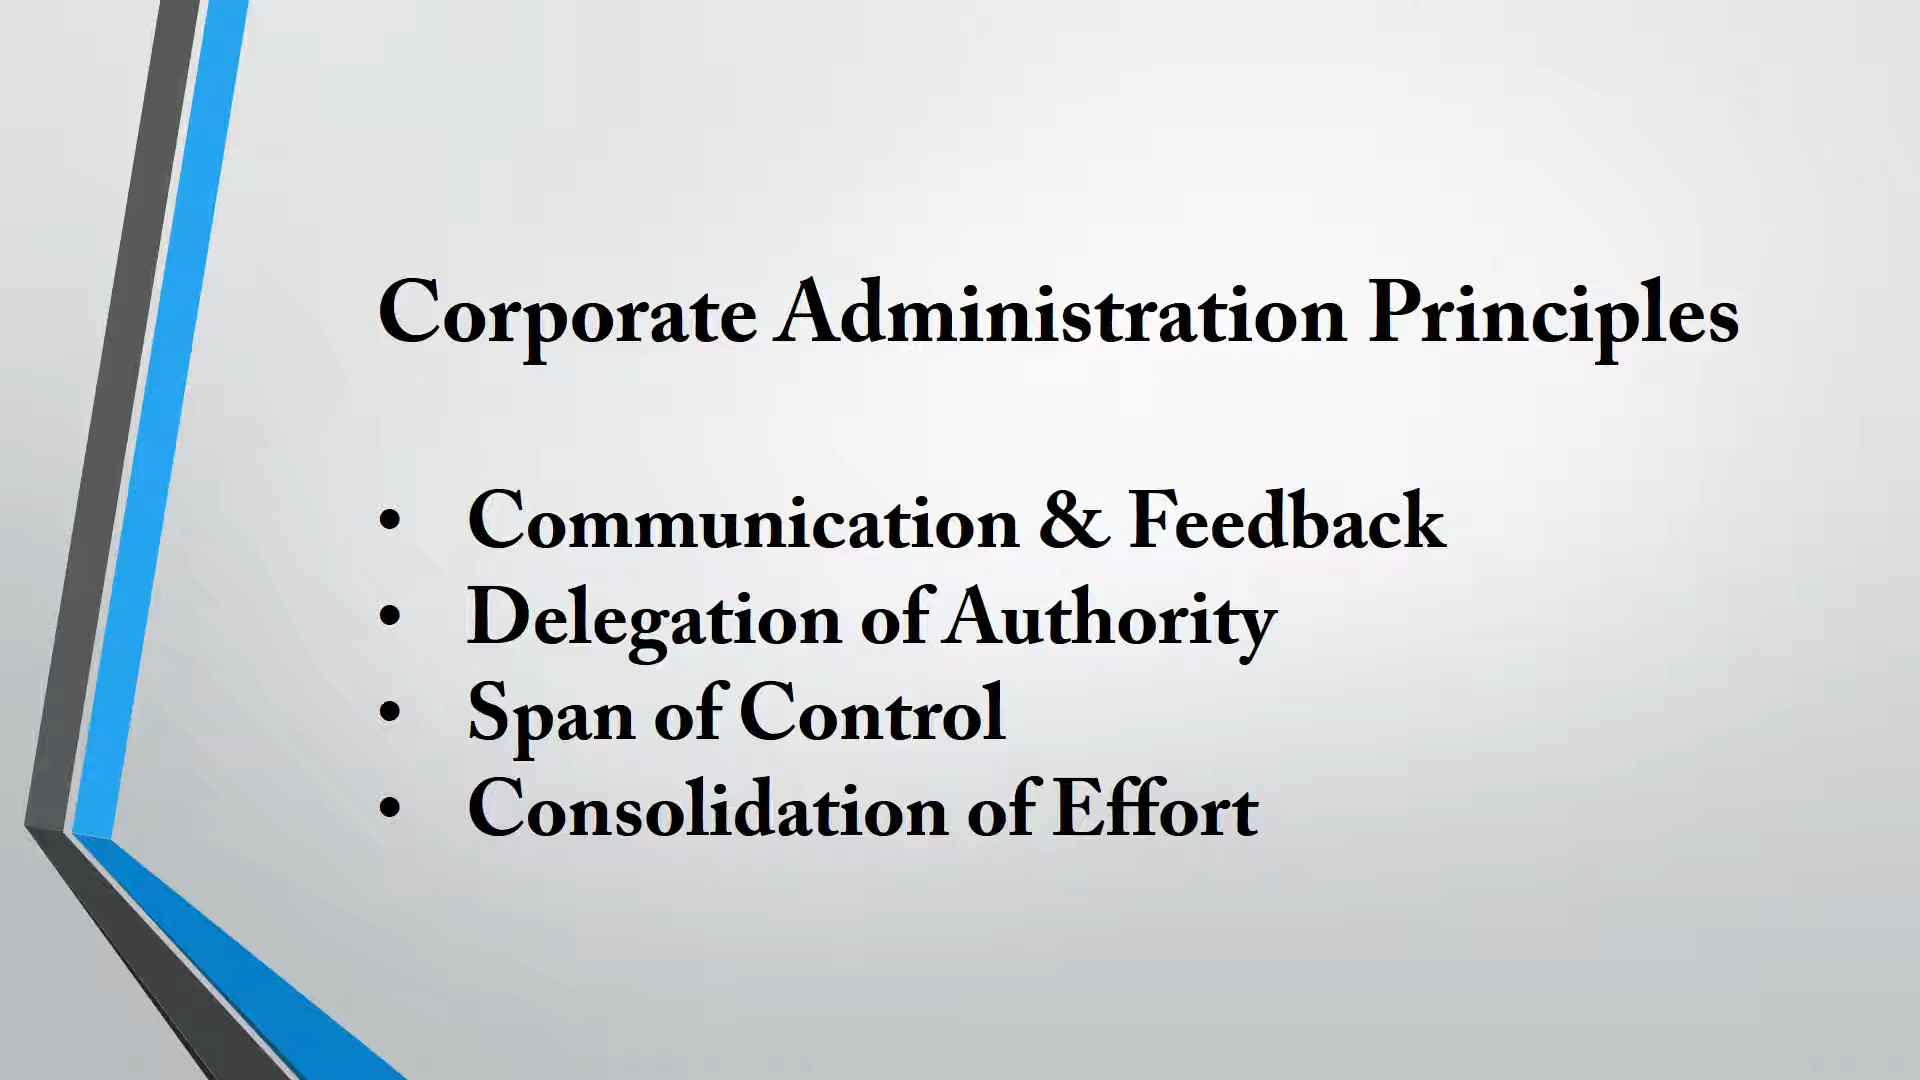 Corporate Administration Principles
• Communication & Feedback
• Delegation of Authority
• Span of Control
• Consolidation of Effort